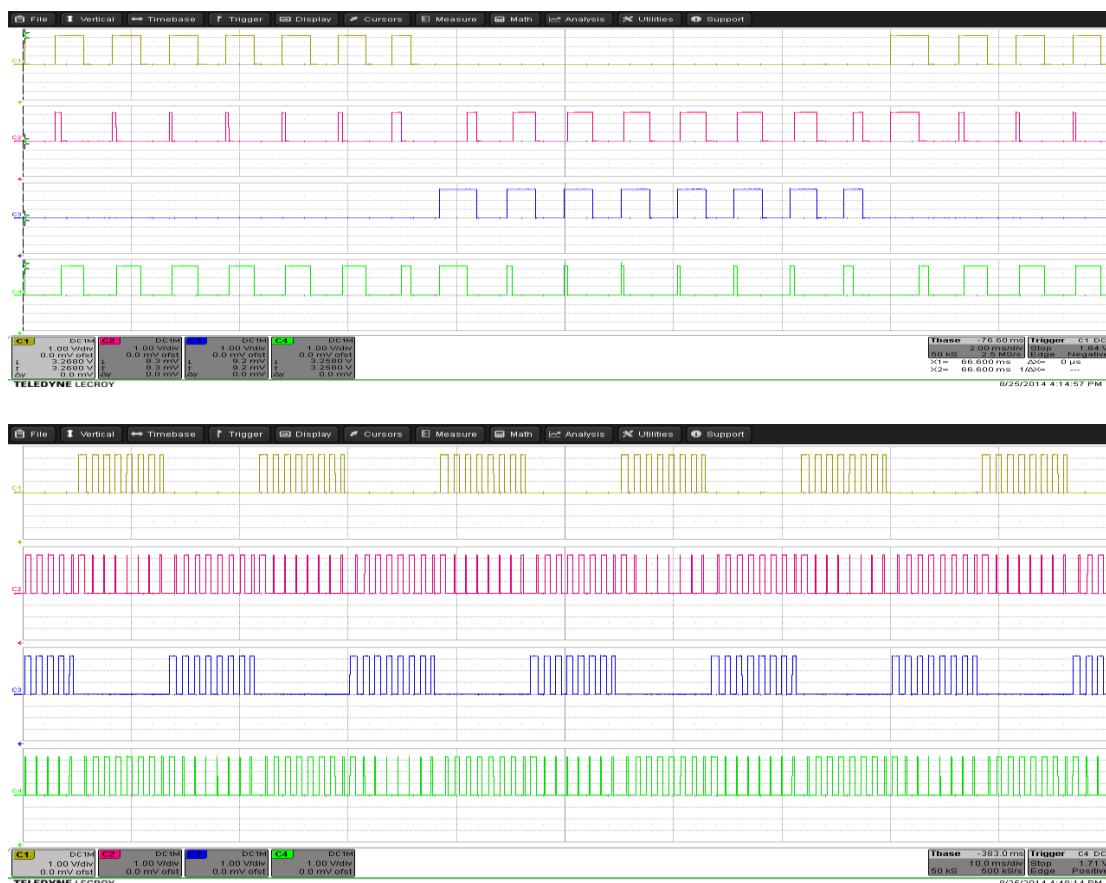 File Vertical Timebase Trigger Display Cursors Measure Math Analysis Utilities Support
C1
C2
C3
C4
C1 DC1M C2 DC1M C3 DC1M C4 DC1M Tbase -76.60 ms Trigger C1 DC
1.00 V/div 1.00 V/div 1.00 V/div 1.00 V/div 2.00 ms/div Stop 1.84 V
0.0 mV ofst 0.0 mV ofst 0.0 mV ofst 0.0 mV ofst 50 kS 2.5 MS/s Edge Negative
3.2680 V 8.3 mV 9.2 mV 3.2580 V X1= 66.600 ms ΔX= 0 µs
3.2680 V 8.3 mV 9.2 mV 3.2580 V X2= 66.600 ms 1/ΔX= ---
Δy 0.0 mV Δy 0.0 mV Δy 0.0 mV Δy 0.0 mV
TELEDYNE LECROY 8/25/2014 4:14:57 PM
File Vertical Timebase Trigger Display Cursors Measure Math Analysis Utilities Support
C1
C2
C3
C4
C1 DC1M C2 DC1M C3 DC1M C4 DC1M Tbase -383.0 ms Trigger C4 DC
1.00 V/div 1.00 V/div 1.00 V/div 1.00 V/div 10.0 ms/div Stop 1.71 V
0.0 mV ofst 0.0 mV ofst 0.0 mV ofst 0.0 mV ofst 50 kS 500 kS/s Edge Positive
TELEDYNE LECROY